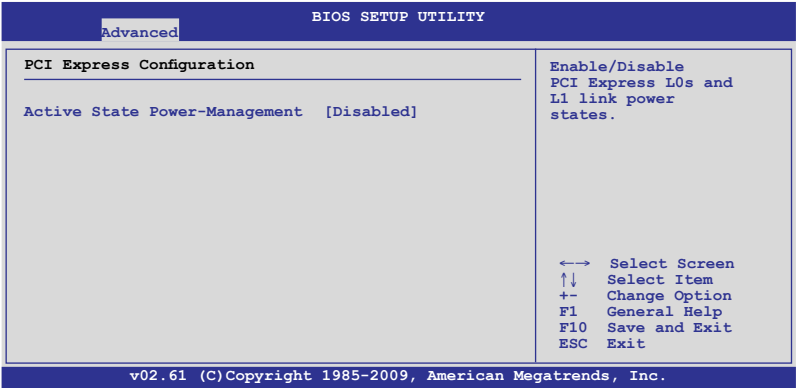 BIOS SETUP UTILITY
Advanced
PCI Express Configuration
Active State Power-Management [Disabled]
Enable/Disable
PCI Express L0s and
L1 link power
states.
←→ Select Screen
↑↓ Select Item
+- Change Option
F1 General Help
F10 Save and Exit
ESC Exit
v02.61 (C)Copyright 1985-2009, American Megatrends, Inc.